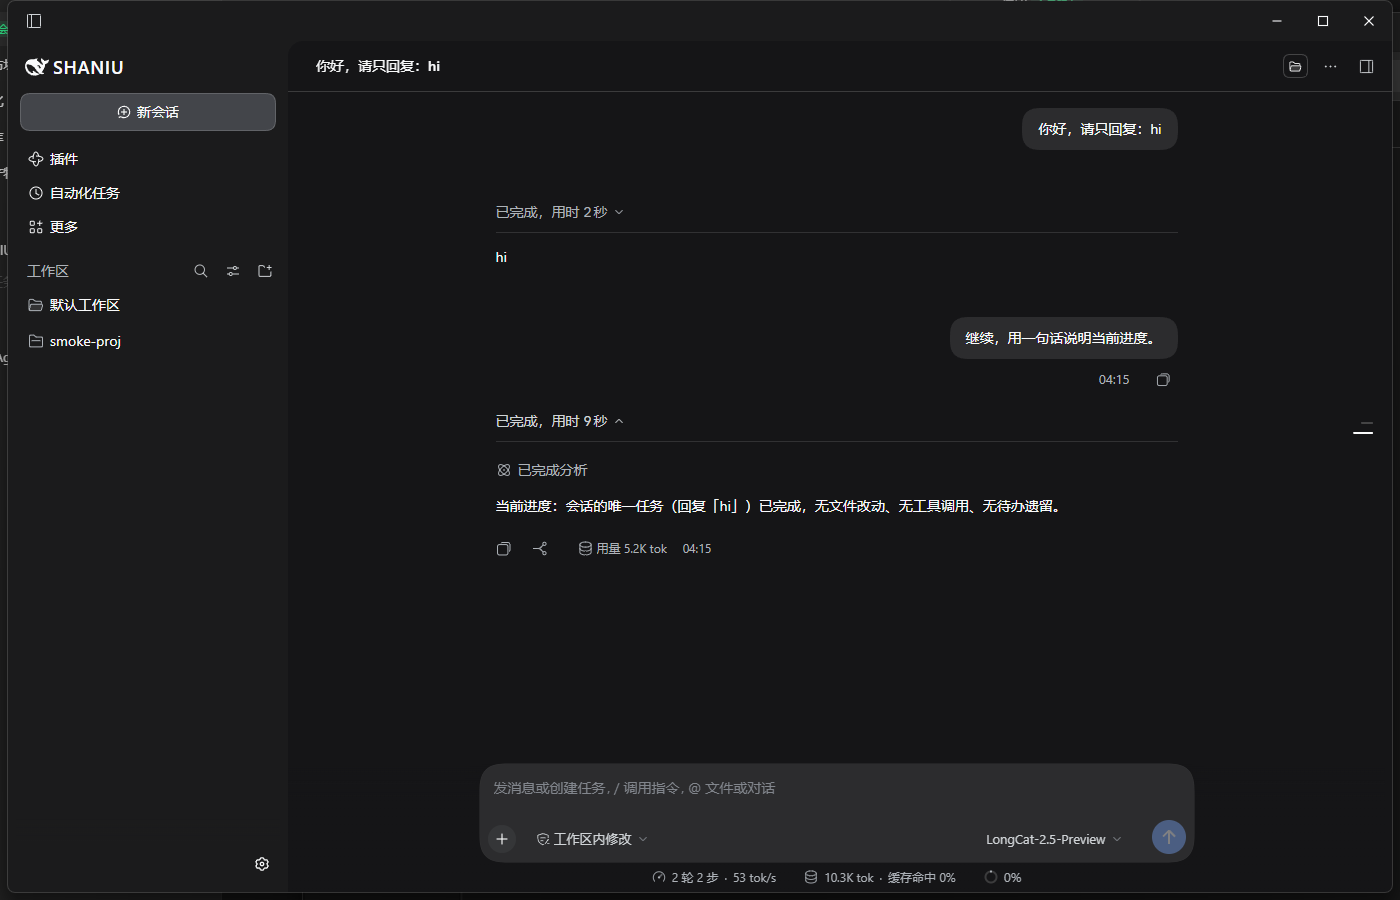 SHANIU
新会话
插件
自动化任务
更多
工作区
默认工作区
smoke-proj
你好，请只回复：hi
你好，请只回复：hi
已完成，用时 2 秒
hi
继续，用一句话说明当前进度。
04:15
已完成，用时 9 秒
已完成分析
当前进度：会话的唯一任务（回复「hi」）已完成，无文件改动、无工具调用、无待办遗留。
用量 5.2K tok 04:15
发消息或创建任务, / 调用指令, @ 文件或对话
工作区内修改
LongCat-2.5-Preview
2 轮 2 步 · 53 tok/s 10.3K tok · 缓存命中 0% 0%